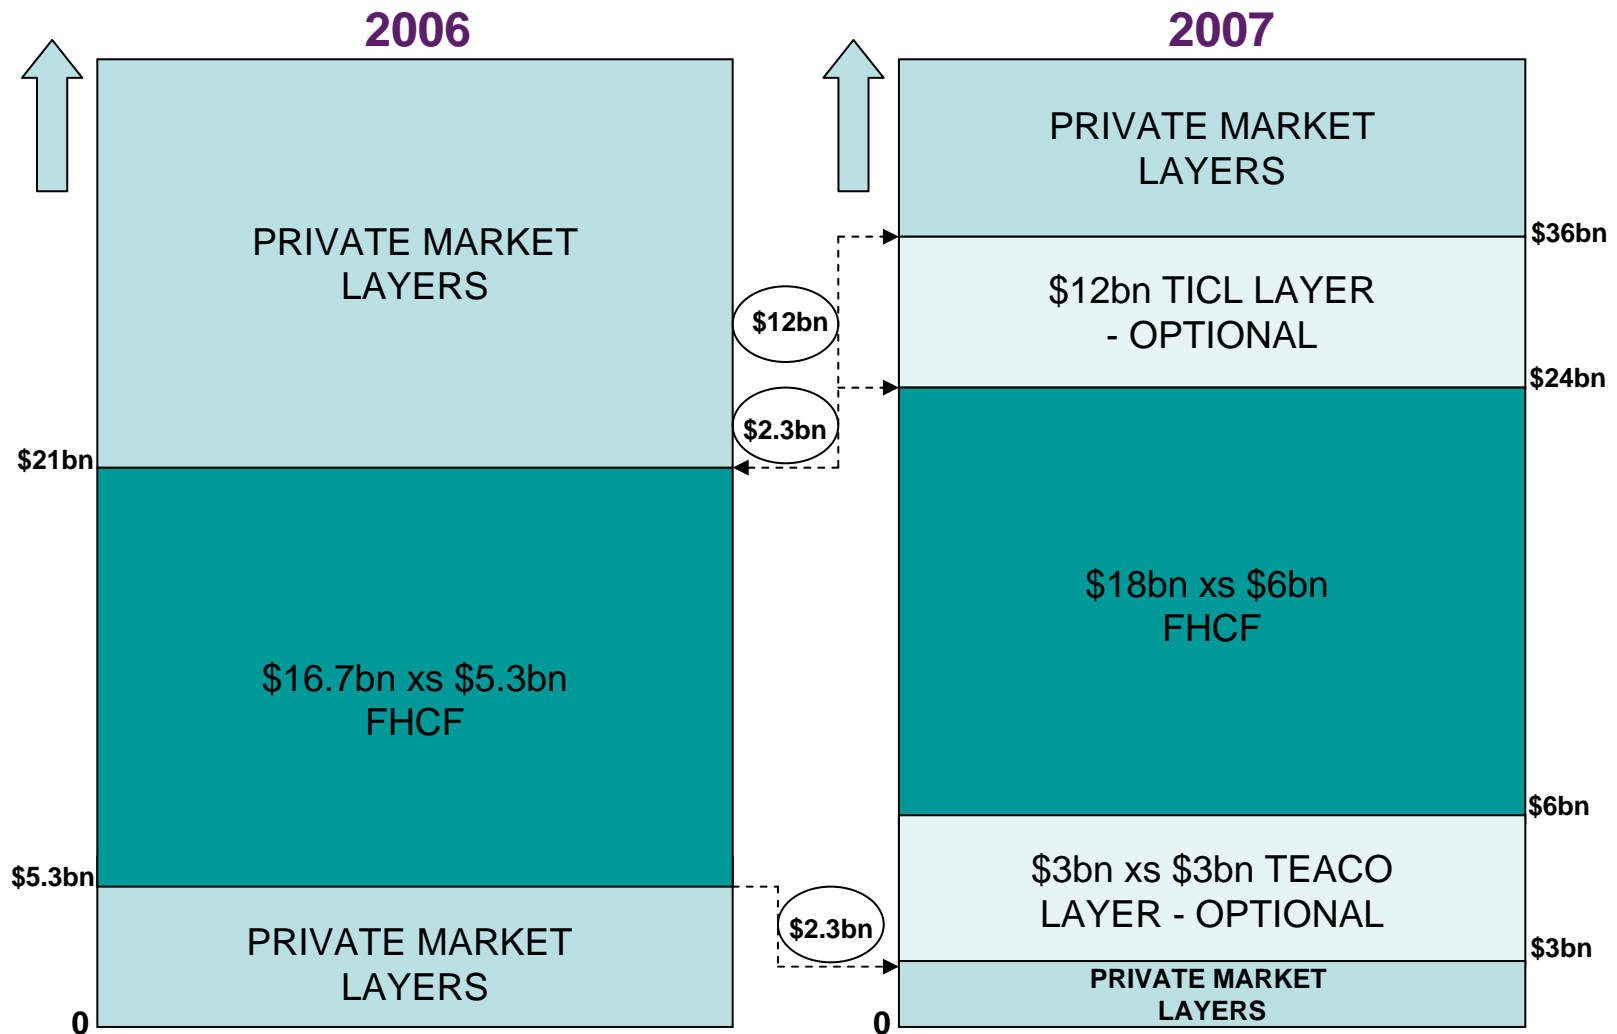 2006
PRIVATE MARKET
LAYERS
$21bn
$16.7bn xs $5.3bn
FHCF
$5.3bn
PRIVATE MARKET
LAYERS
0
$12bn
$2.3bn
$2.3bn
2007
PRIVATE MARKET
LAYERS
$36bn
$12bn TICL LAYER
- OPTIONAL
$24bn
$18bn xs $6bn
FHCF
$6bn
$3bn xs $3bn TEACO
LAYER - OPTIONAL
$3bn
PRIVATE MARKET
LAYERS
0